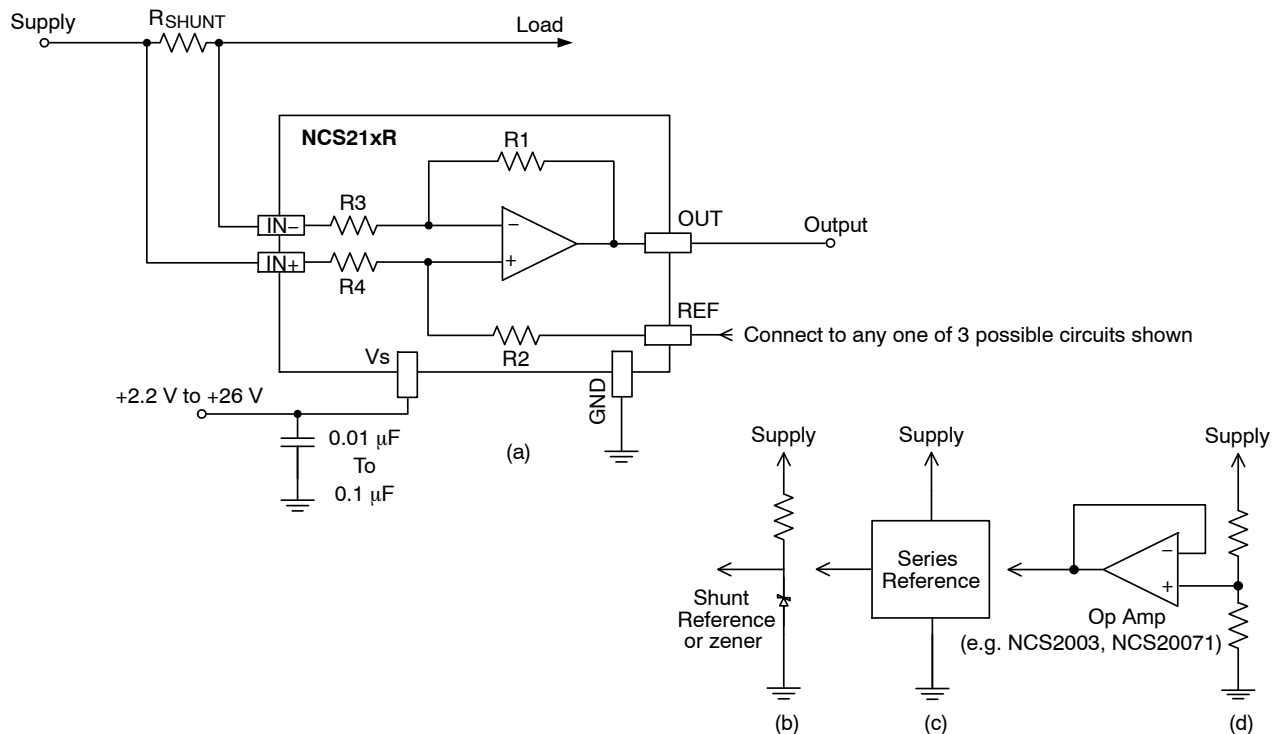 Supply
RSHUNT
Load
NCS21xR
R1
R3
IN−
OUT
Output
IN+
R4
REF
Connect to any one of 3 possible circuits shown
R2
Vs
GND
+2.2 V to +26 V
0.01 μF
To
0.1 μF
(a)
Supply
Supply
Supply
Series
Reference
−
+
−
+
Shunt
Reference
or zener
Op Amp
(e.g. NCS2003, NCS20071)
(b)
(c)
(d)